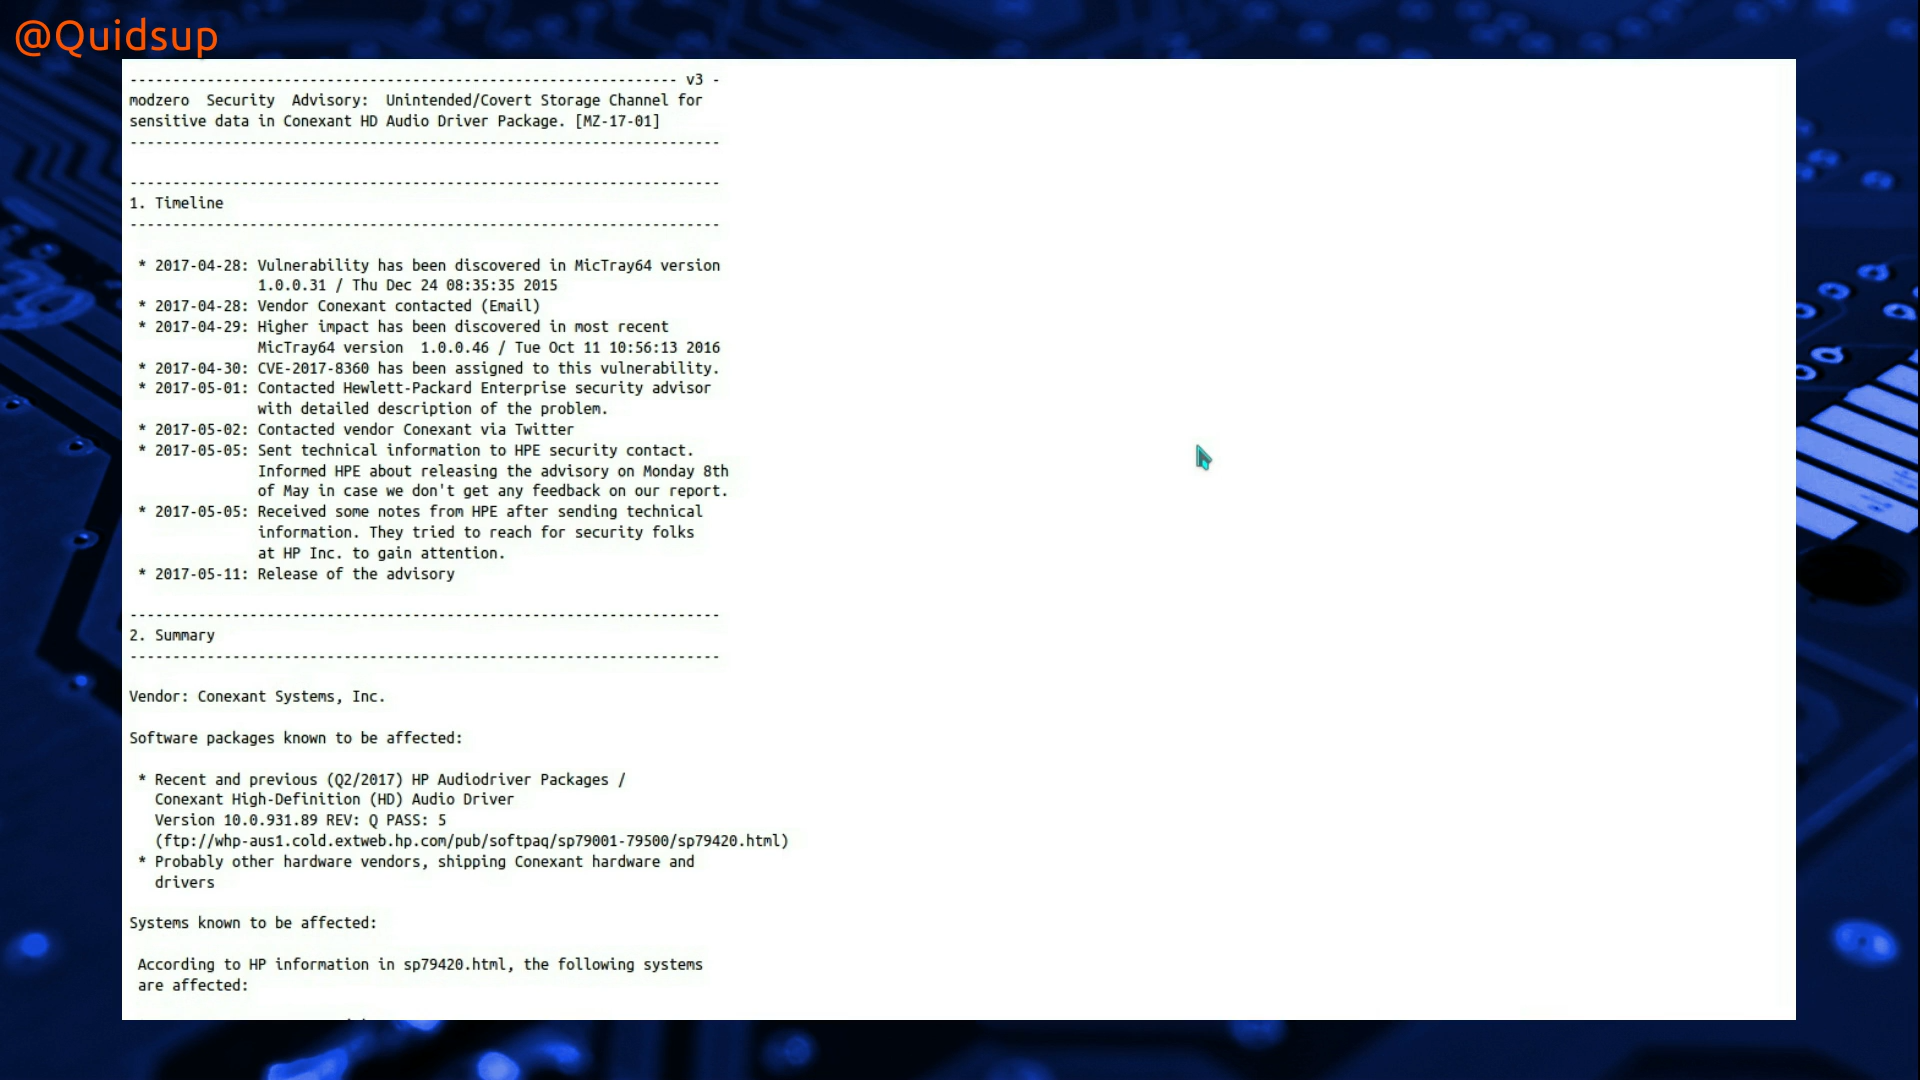 @Quidsup
--------------------------------------------------------------- v3 -
modzero  Security  Advisory:  Unintended/Covert Storage Channel for
sensitive data in Conexant HD Audio Driver Package. [MZ-17-01]
---------------------------------------------------------------------
---------------------------------------------------------------------
1. Timeline
---------------------------------------------------------------------
* 2017-04-28: Vulnerability has been discovered in MicTray64 version
1.0.0.31 / Thu Dec 24 08:35:35 2015
* 2017-04-28: Vendor Conexant contacted (Email)
* 2017-04-29: Higher impact has been discovered in most recent
MicTray64 version  1.0.0.46 / Tue Oct 11 10:56:13 2016
* 2017-04-30: CVE-2017-8360 has been assigned to this vulnerability.
* 2017-05-01: Contacted Hewlett-Packard Enterprise security advisor
with detailed description of the problem.
* 2017-05-02: Contacted vendor Conexant via Twitter
* 2017-05-05: Sent technical information to HPE security contact.
Informed HPE about releasing the advisory on Monday 8th
of May in case we don't get any feedback on our report.
* 2017-05-05: Received some notes from HPE after sending technical
information. They tried to reach for security folks
at HP Inc. to gain attention.
* 2017-05-11: Release of the advisory
---------------------------------------------------------------------
2. Summary
---------------------------------------------------------------------
Vendor: Conexant Systems, Inc.
Software packages known to be affected:
* Recent and previous (Q2/2017) HP Audiodriver Packages /
Conexant High-Definition (HD) Audio Driver
Version 10.0.931.89 REV: Q PASS: 5
(ftp://whp-aus1.cold.extweb.hp.com/pub/softpaq/sp79001-79500/sp79420.html)
* Probably other hardware vendors, shipping Conexant hardware and
drivers
Systems known to be affected:
According to HP information in sp79420.html, the following systems
are affected: